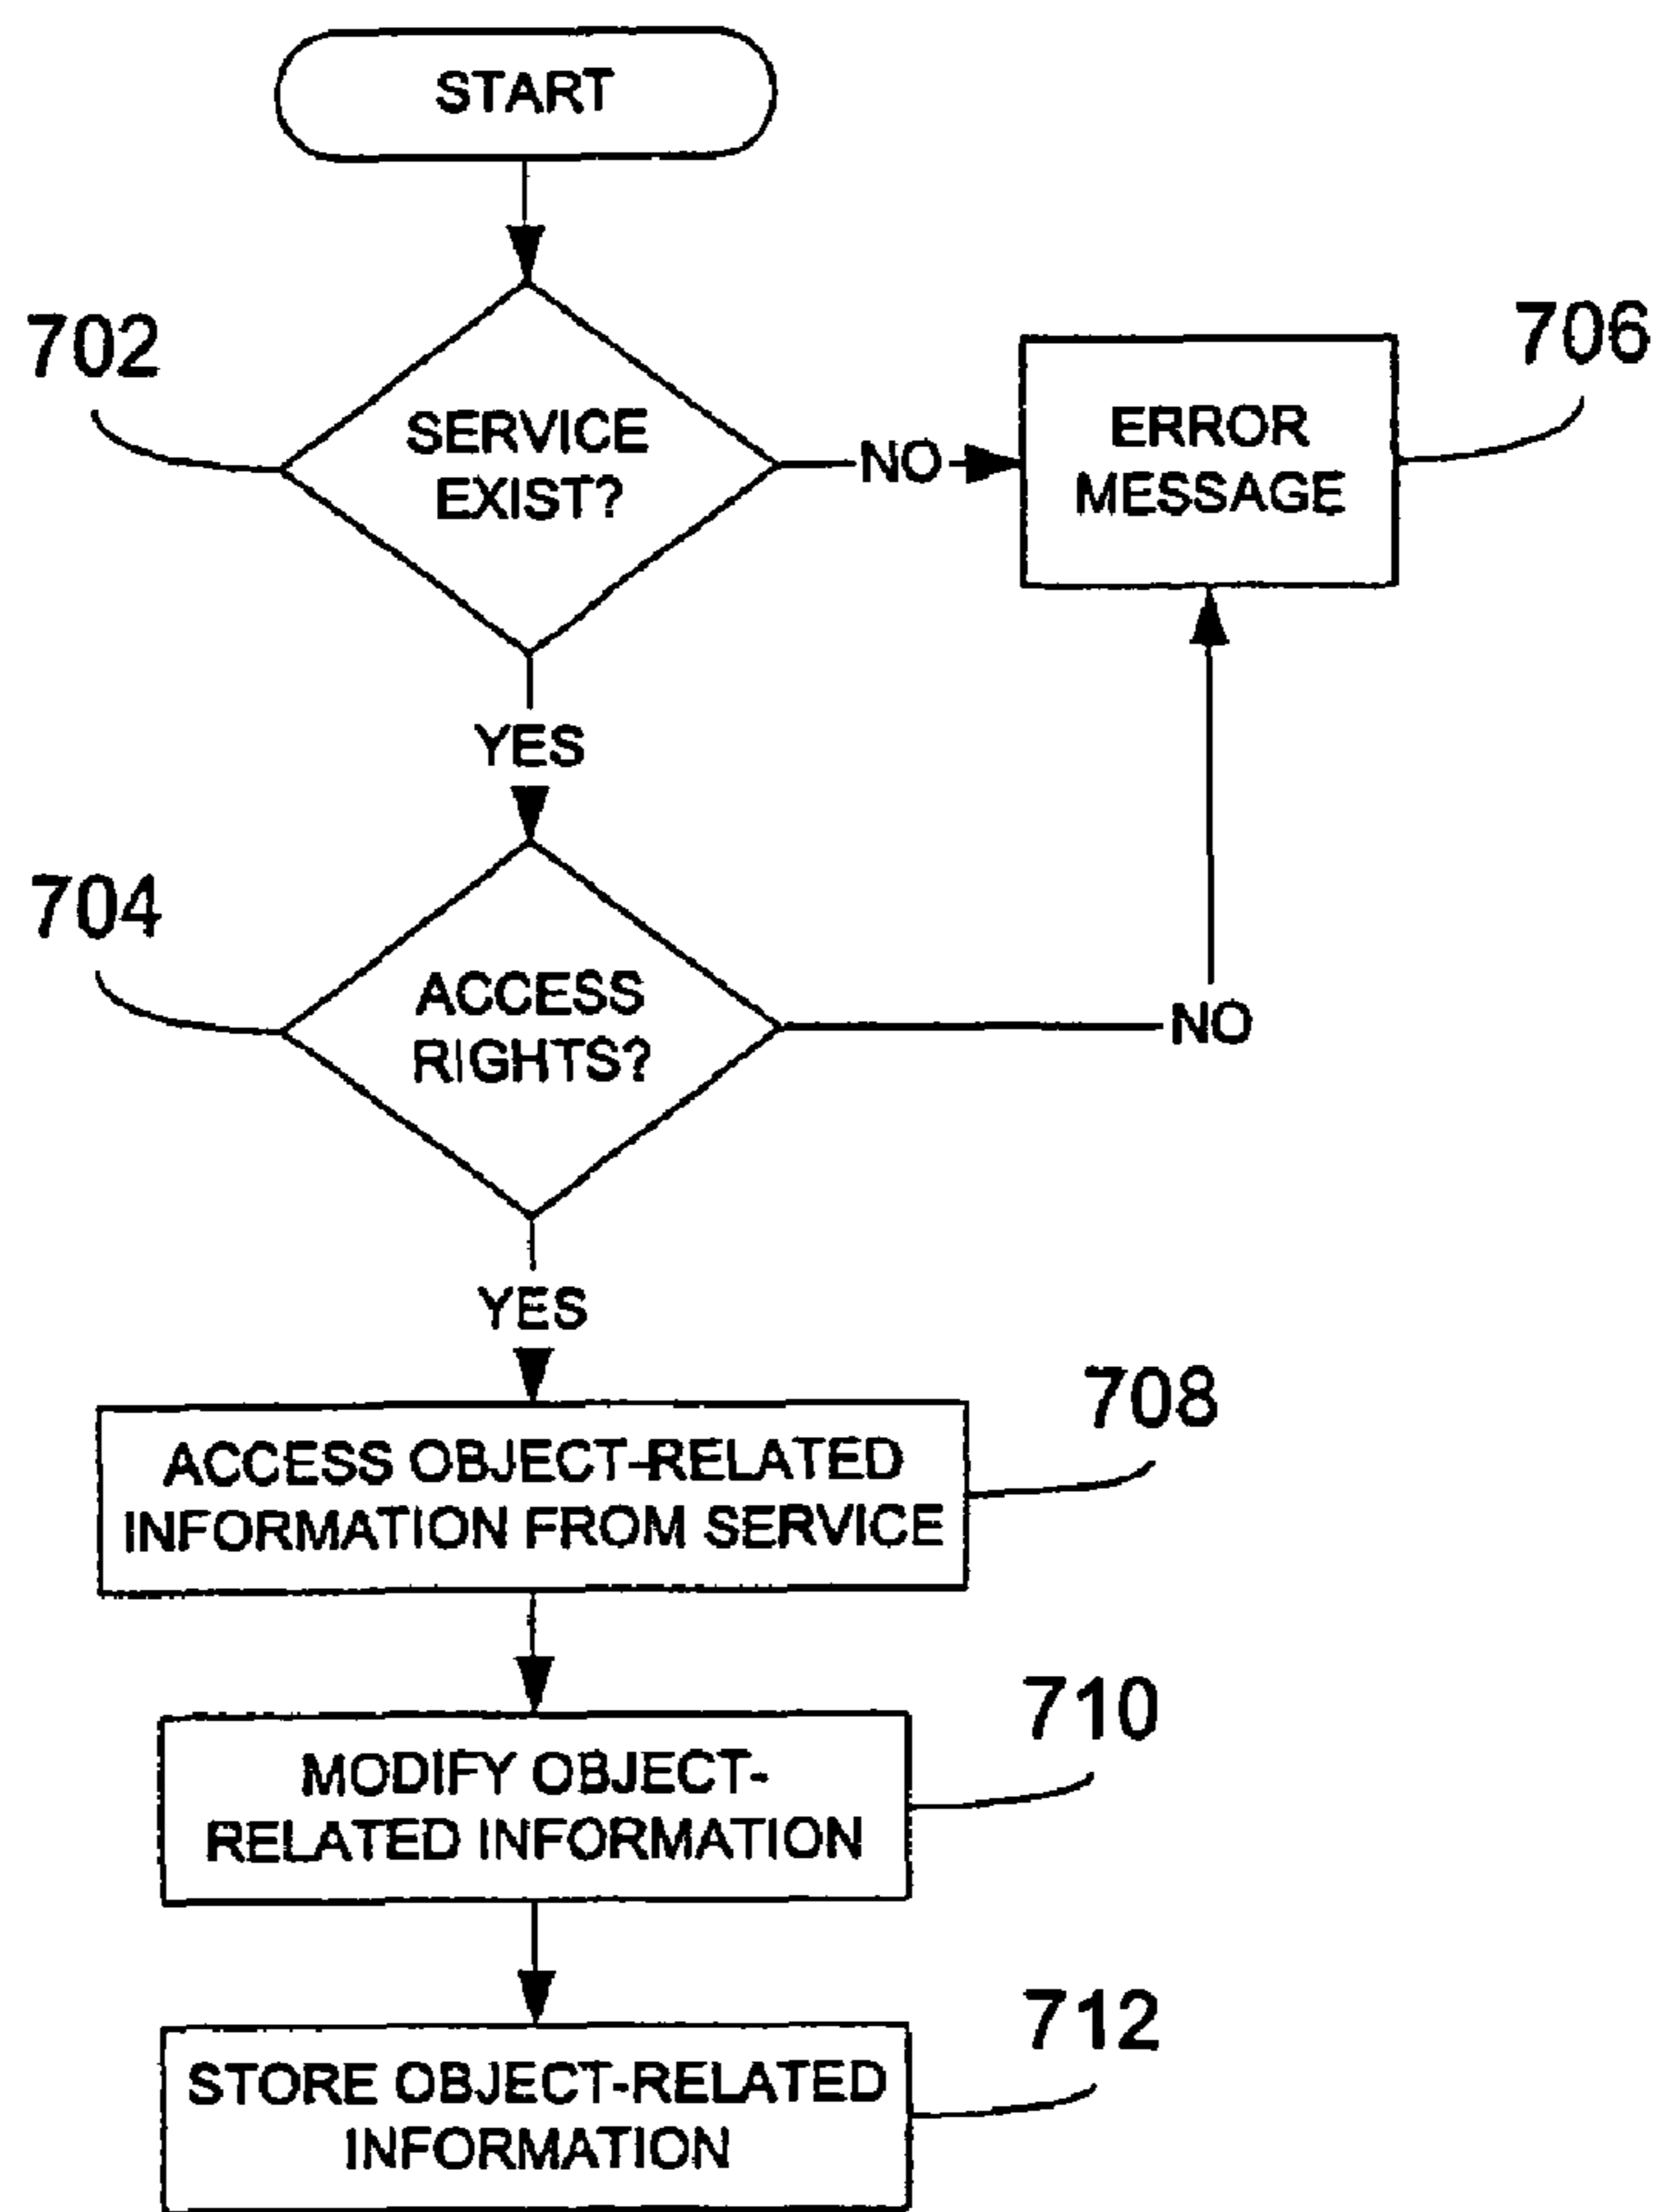 START
702
SERVICE
EXIST?
NO
ERROR
MESSAGE
706
YES
704
ACCESS
RIGHTS?
NO
YES
ACCESS OBJECT-RELATED
INFORMATION FROM SERVICE
708
MODIFY OBJECT-
RELATED INFORMATION
710
STORE OBJECT-RELATED
INFORMATION
712